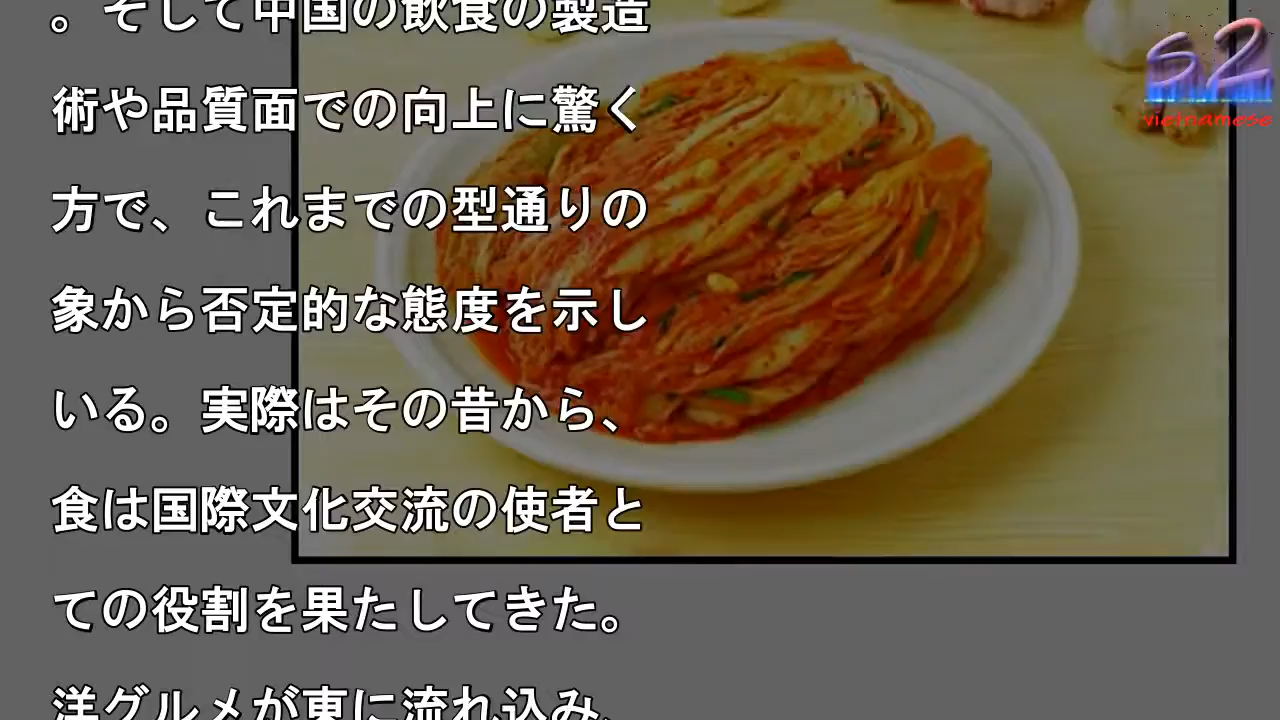 。そして中国の飲食の製造
術や品質面での向上に驚く
方で、これまでの型通りの
象から否定的な態度を示し
いる。実際はその昔から、
食は国際文化交流の使者と
ての役割を果たしてきた。
洋グルメが東に流れ込み、
S2
vietnamese